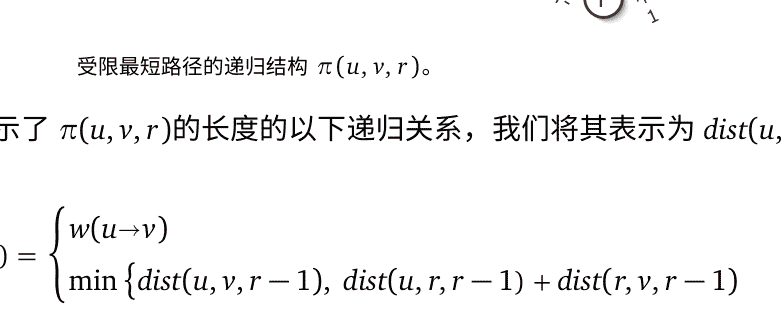 1
受限最短路径的递归结构 π(u, v, r)。
示了 π(u, v, r)的长度的以下递归关系，我们将其表示为 dist(u,
) = { w(u→v)
min {dist(u, v, r − 1), dist(u, r, r − 1) + dist(r, v, r − 1)